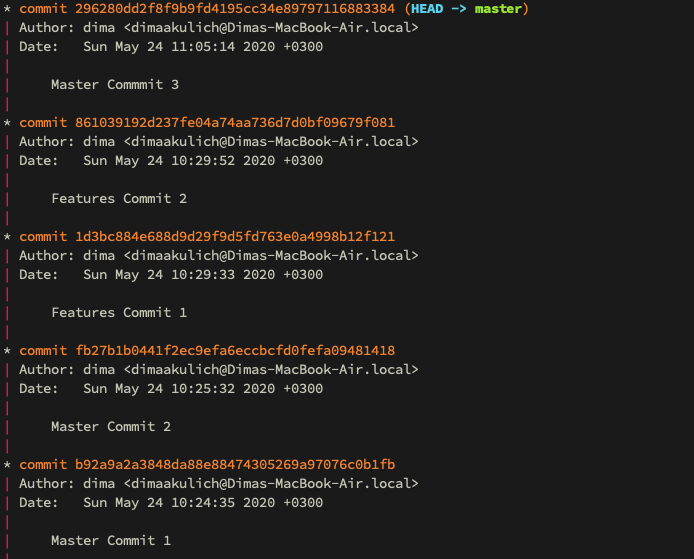 * commit 296280dd2f8f9b9fd4195cc34e89797116883384 (HEAD -> master)
| Author: dima <dimaakulich@Dimas-MacBook-Air.local>
| Date:   Sun May 24 11:05:14 2020 +0300
|
|     Master Commmit 3
|
* commit 861039192d237fe04a74aa736d7d0bf09679f081
| Author: dima <dimaakulich@Dimas-MacBook-Air.local>
| Date:   Sun May 24 10:29:52 2020 +0300
|
|     Features Commit 2
|
* commit 1d3bc884e688d9d29f9d5fd763e0a4998b12f121
| Author: dima <dimaakulich@Dimas-MacBook-Air.local>
| Date:   Sun May 24 10:29:33 2020 +0300
|
|     Features Commit 1
|
* commit fb27b1b0441f2ec9efa6eccbcfd0fefa09481418
| Author: dima <dimaakulich@Dimas-MacBook-Air.local>
| Date:   Sun May 24 10:25:32 2020 +0300
|
|     Master Commit 2
|
* commit b92a9a2a3848da88e88474305269a97076c0b1fb
| Author: dima <dimaakulich@Dimas-MacBook-Air.local>
| Date:   Sun May 24 10:24:35 2020 +0300
|
|     Master Commit 1
|